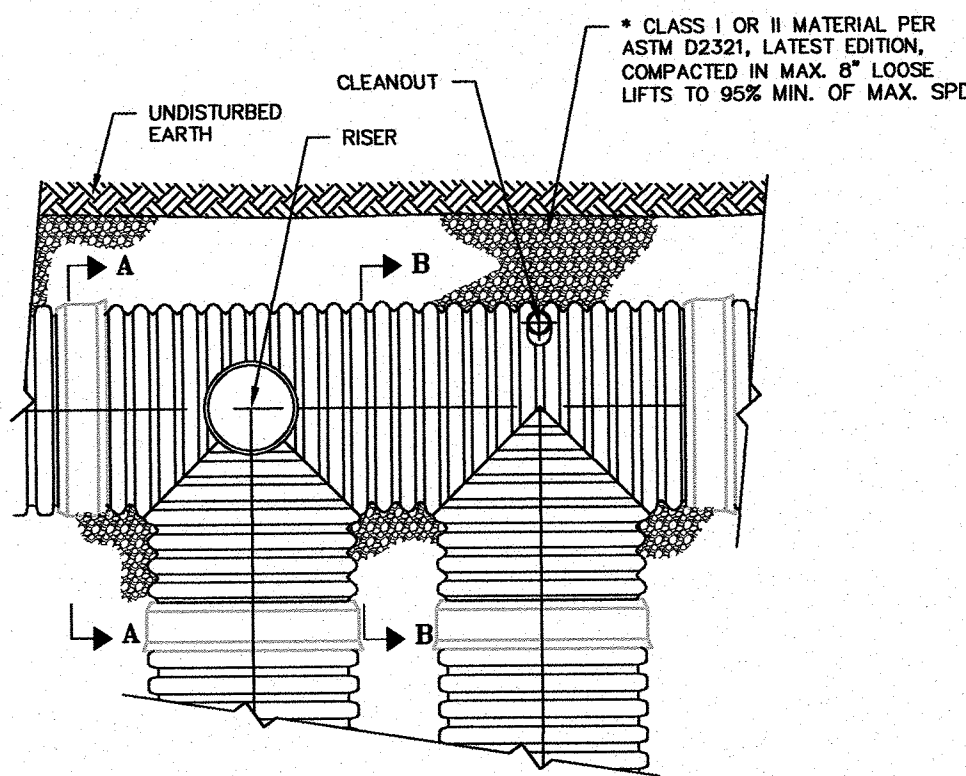 * CLASS I OR II MATERIAL PER
ASTM D2321, LATEST EDITION,
COMPACTED IN MAX. 8" LOOSE
LIFTS TO 95% MIN. OF MAX. SPD
CLEANOUT
UNDISTURBED
EARTH
RISER
A
B
A
B